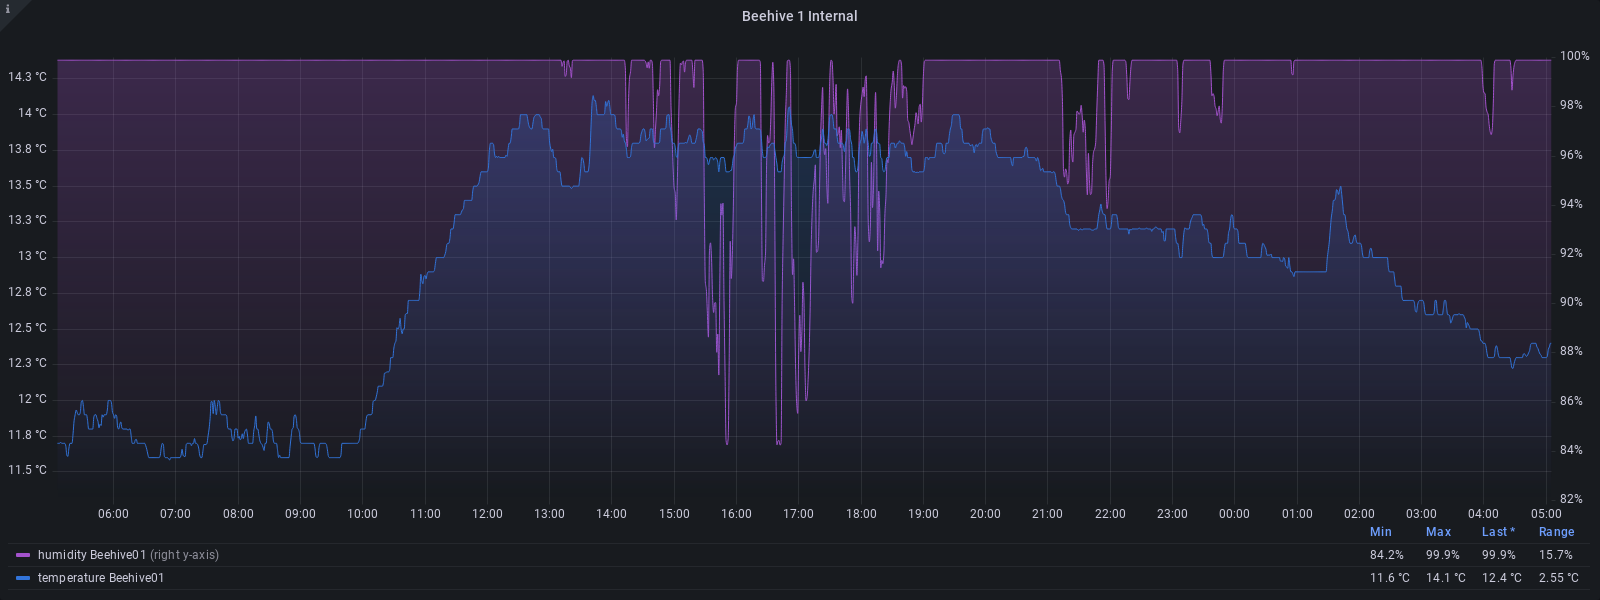 i
Beehive 1 Internal
14.3 °C
14 °C
13.8 °C
13.5 °C
13.3 °C
13 °C
12.8 °C
12.5 °C
12.3 °C
12 °C
11.8 °C
11.5 °C
100%
98%
96%
94%
92%
90%
88%
86%
84%
82%
06:00 07:00 08:00 09:00 10:00 11:00 12:00 13:00 14:00 15:00 16:00 17:00 18:00 19:00 20:00 21:00 22:00 23:00 00:00 01:00 02:00 03:00 04:00 05:00
Min Max Last * Range
humidity Beehive01 (right y-axis) 84.2% 99.9% 99.9% 15.7%
temperature Beehive01 11.6 °C 14.1 °C 12.4 °C 2.55 °C